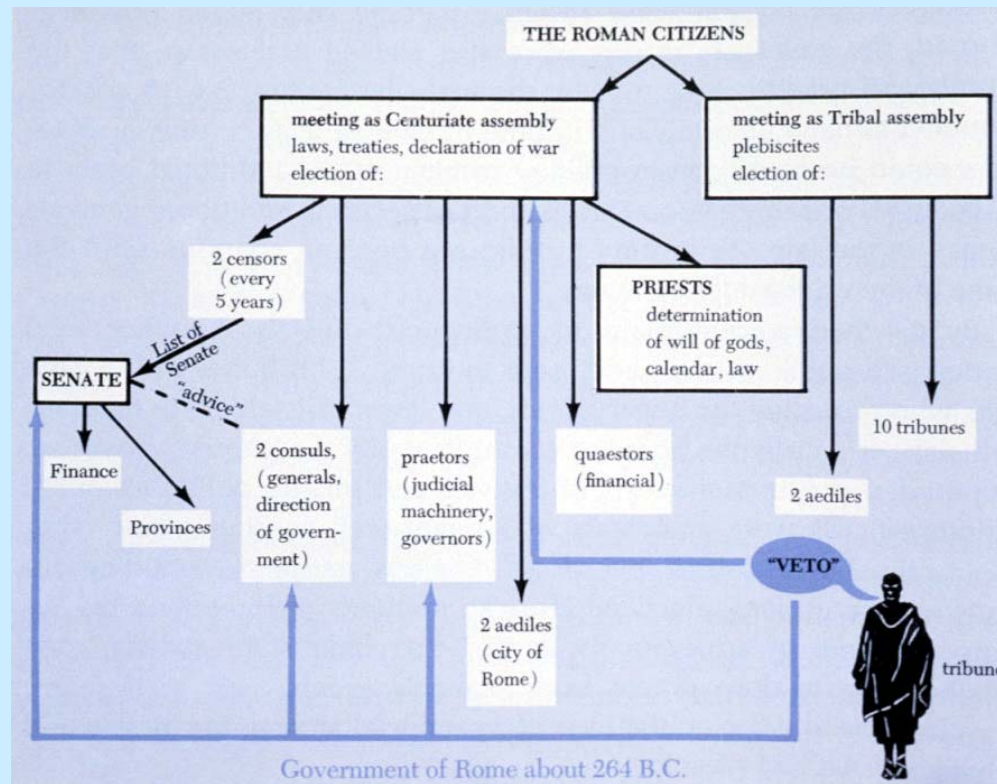 THE ROMAN CITIZENS
meeting as Centuriate assembly
laws, treaties, declaration of war
election of:
meeting as Tribal assembly
plebiscites
election of:
2 censors
(every
5 years)
List of
Senate
SENATE
"advice"
Finance
Provinces
2 consuls,
(generals,
direction
of govern-
ment)
praetors
(judicial
machinery,
governors)
2 aediles
(city of
Rome)
quaestors
(financial)
PRIESTS
determination
of will of gods,
calendar, law
2 aediles
10 tribunes
"VETO"
tribune
Government of Rome about 264 B.C.